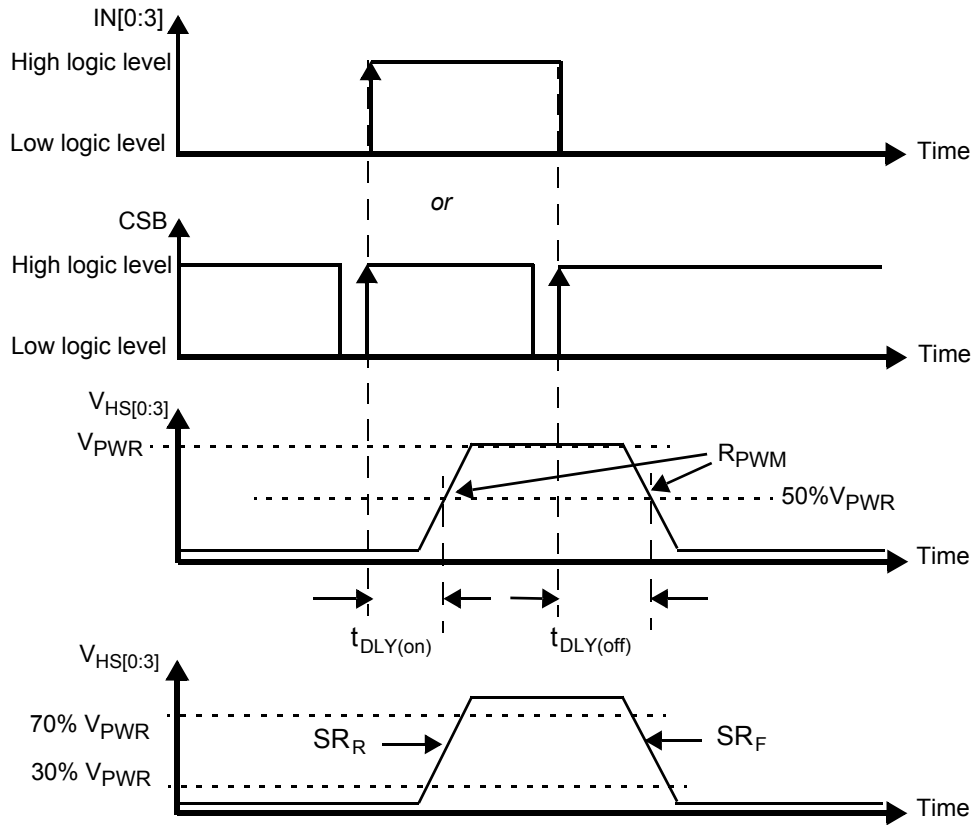 IN[0:3]
High logic level
Low logic level
Time
or
CSB
High logic level
Low logic level
Time
VHS[0:3]
VPWR
RPWM
50%VPWR
Time
tDLY(on)
tDLY(off)
VHS[0:3]
70% VPWR
SRR
SRF
30% VPWR
Time